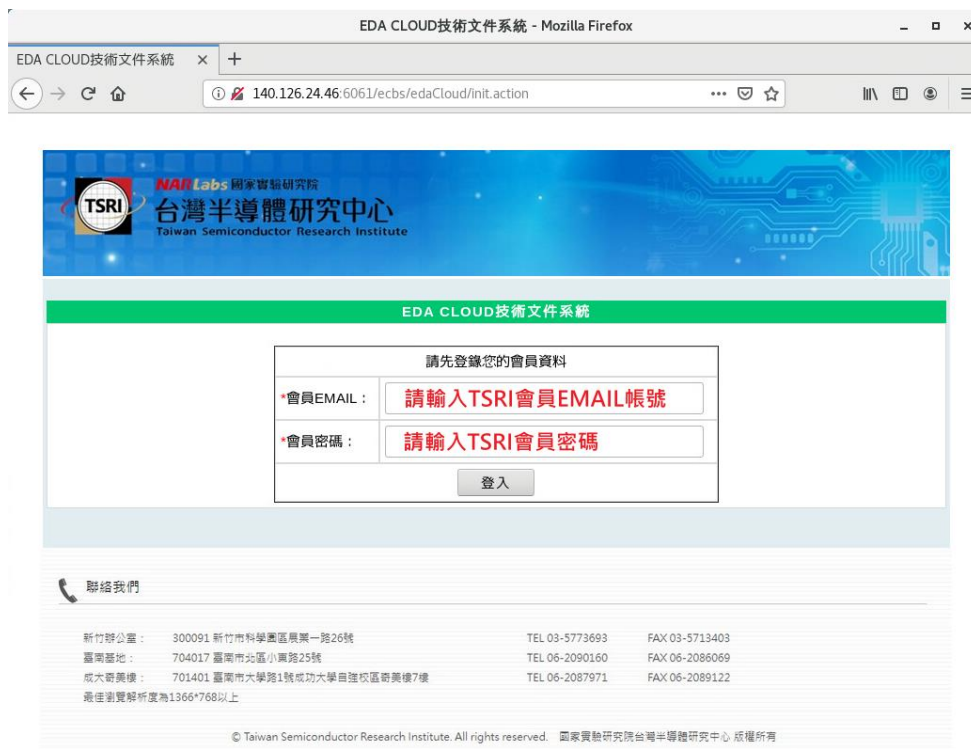 EDA CLOUD技術文件系統 - Mozilla Firefox
EDA CLOUD技術文件系統
140.126.24.46:6061/ecbs/edaCloud/init.action
TSRI
NARLabs 國家實驗研究院
台灣半導體研究中心
Taiwan Semiconductor Research Institute
EDA CLOUD技術文件系統
請先登錄您的會員資料
*會員EMAIL： 請輸入TSRI會員EMAIL帳號
*會員密碼： 請輸入TSRI會員密碼
登入
聯絡我們
新竹辦公室： 300091 新竹市科學園區展業一路26號 TEL 03-5773693 FAX 03-5713403
臺南基地： 704017 臺南市北區小東路25號 TEL 06-2090160 FAX 06-2086069
成大奇美樓： 701401 臺南市大學路1號成功大學自強校區奇美樓7樓 TEL 06-2087971 FAX 06-2089122
最佳瀏覽解析度為1366*768以上
© Taiwan Semiconductor Research Institute. All rights reserved. 國家實驗研究院台灣半導體研究中心 版權所有